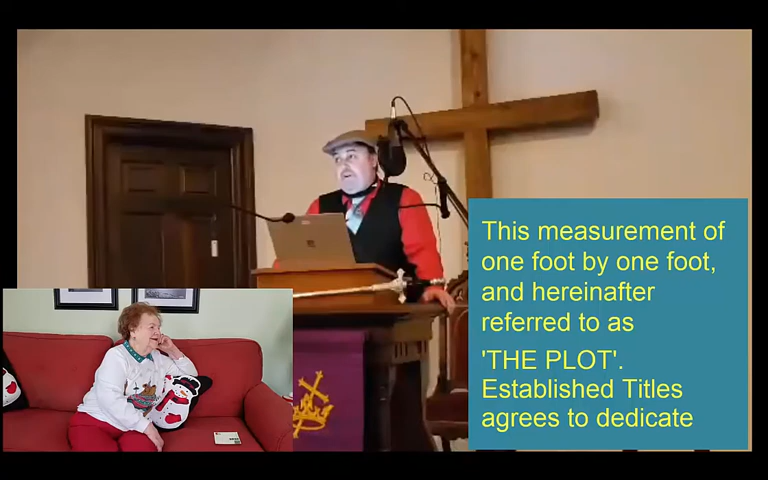 This measurement of
one foot by one foot,
and hereinafter
referred to as
'THE PLOT'.
Established Titles
agrees to dedicate